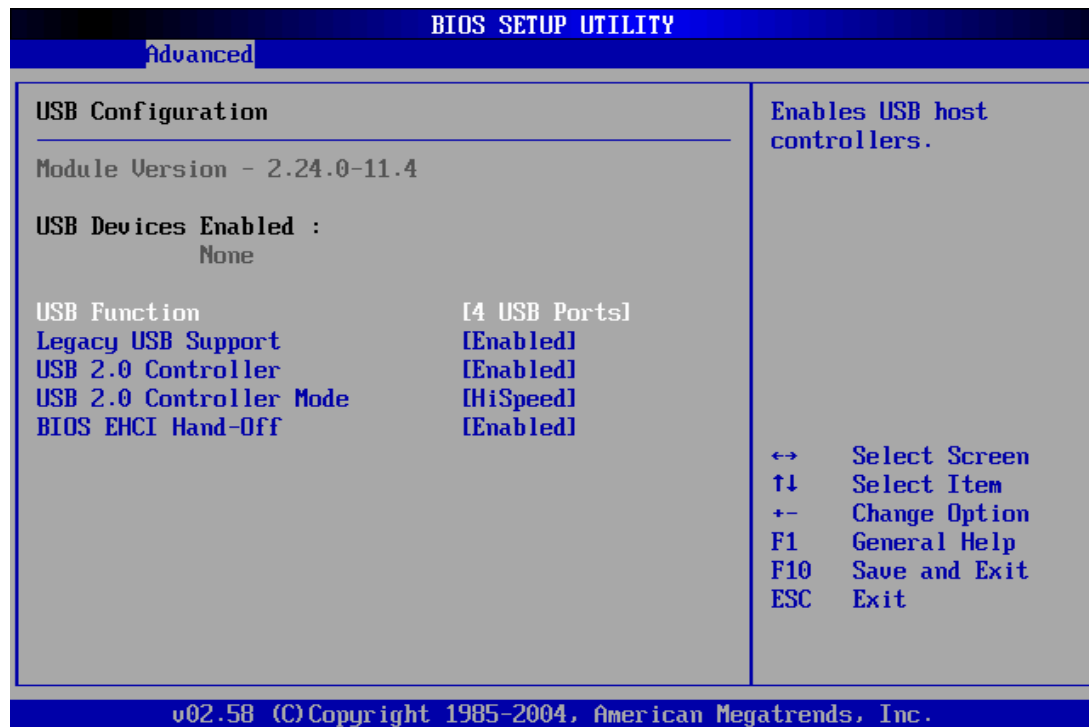 BIOS SETUP UTILITY
Advanced
USB Configuration
Module Version - 2.24.0-11.4
USB Devices Enabled :
None
USB Function [4 USB Ports]
Legacy USB Support [Enabled]
USB 2.0 Controller [Enabled]
USB 2.0 Controller Mode [HiSpeed]
BIOS EHCI Hand-Off [Enabled]
Enables USB host
controllers.
←→ Select Screen
↑↓ Select Item
+- Change Option
F1 General Help
F10 Save and Exit
ESC Exit
v02.58 (C)Copyright 1985-2004, American Megatrends, Inc.